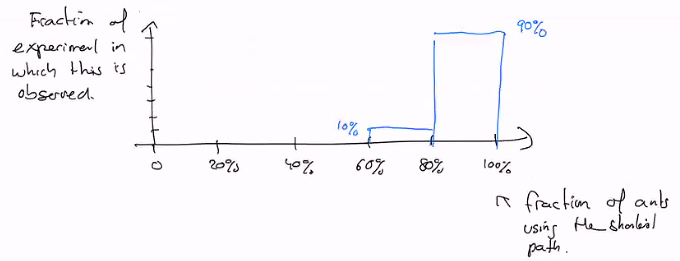 Fraction of
experiment in
which this is
observed.
90%
10%
0 20% 40% 60% 80% 100%
fraction of ants
using the shortest
path.